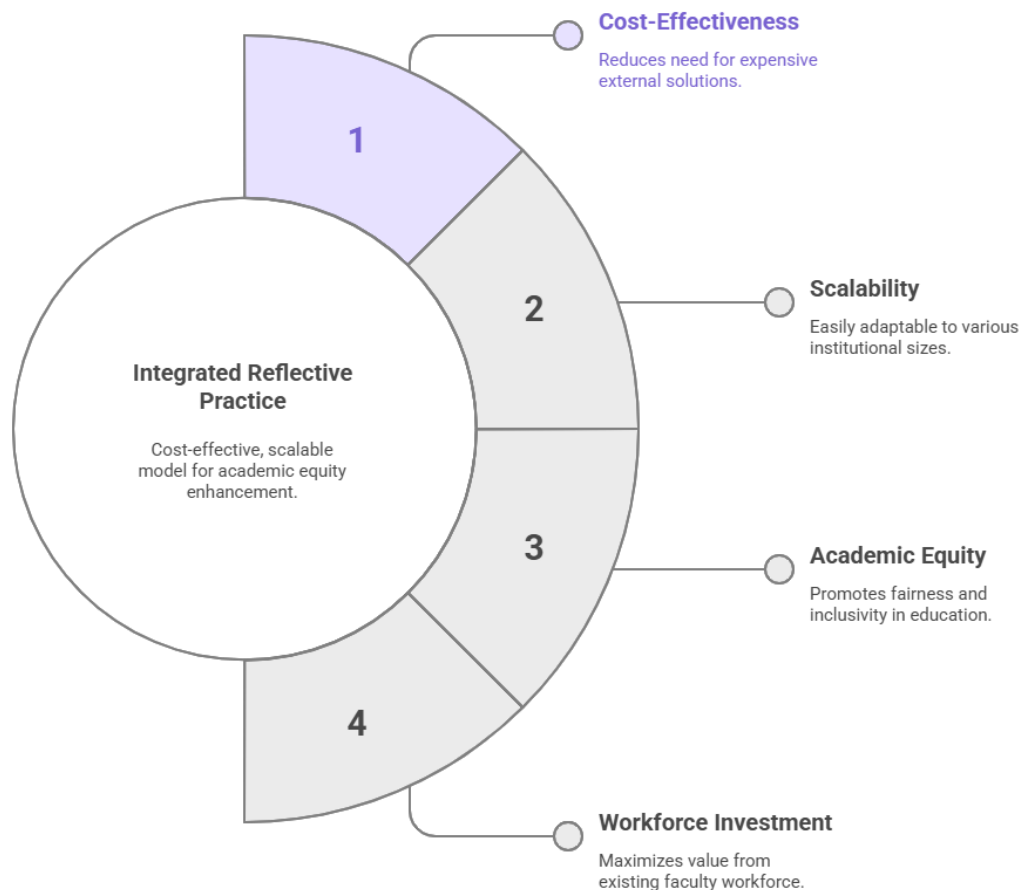 Cost-Effectiveness
Reduces need for expensive
external solutions.
1
2
Scalability
Easily adaptable to various
institutional sizes.
Integrated Reflective
Practice
Cost-effective, scalable
model for academic equity
enhancement.
3
Academic Equity
Promotes fairness and
inclusivity in education.
4
Workforce Investment
Maximizes value from
existing faculty workforce.